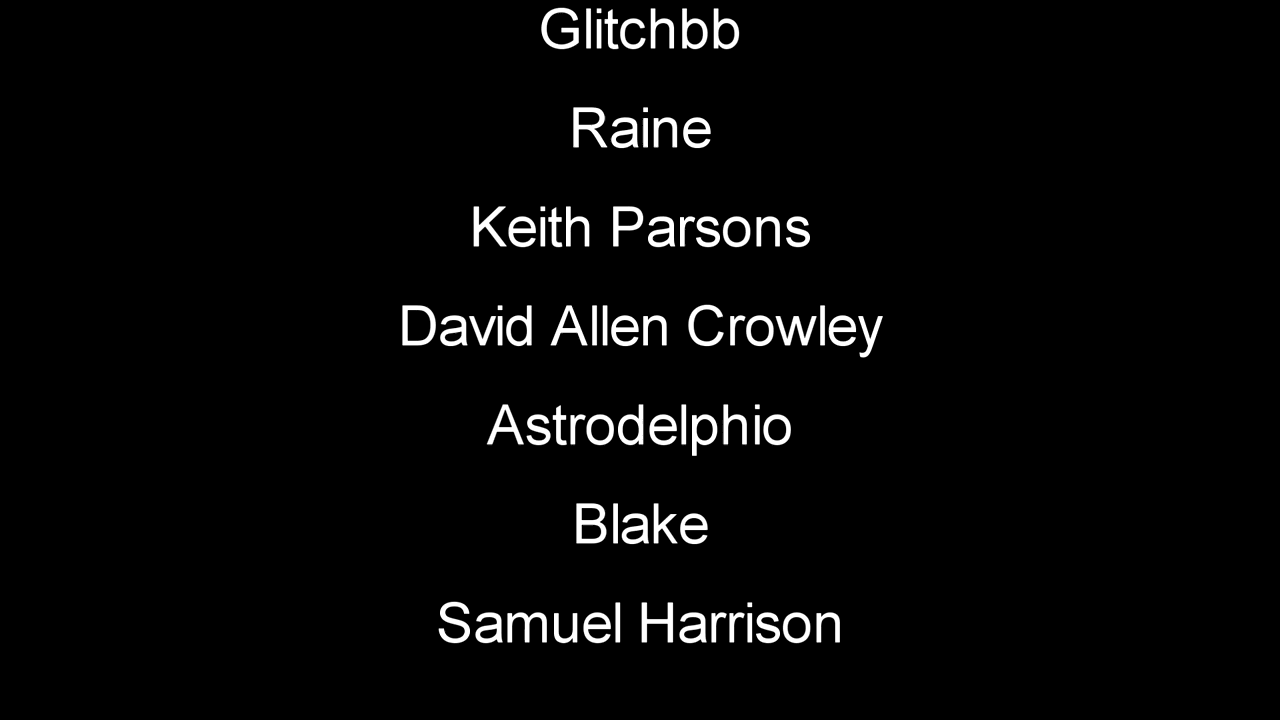 Glitchbb
Raine
Keith Parsons
David Allen Crowley
Astrodelphio
Blake
Samuel Harrison